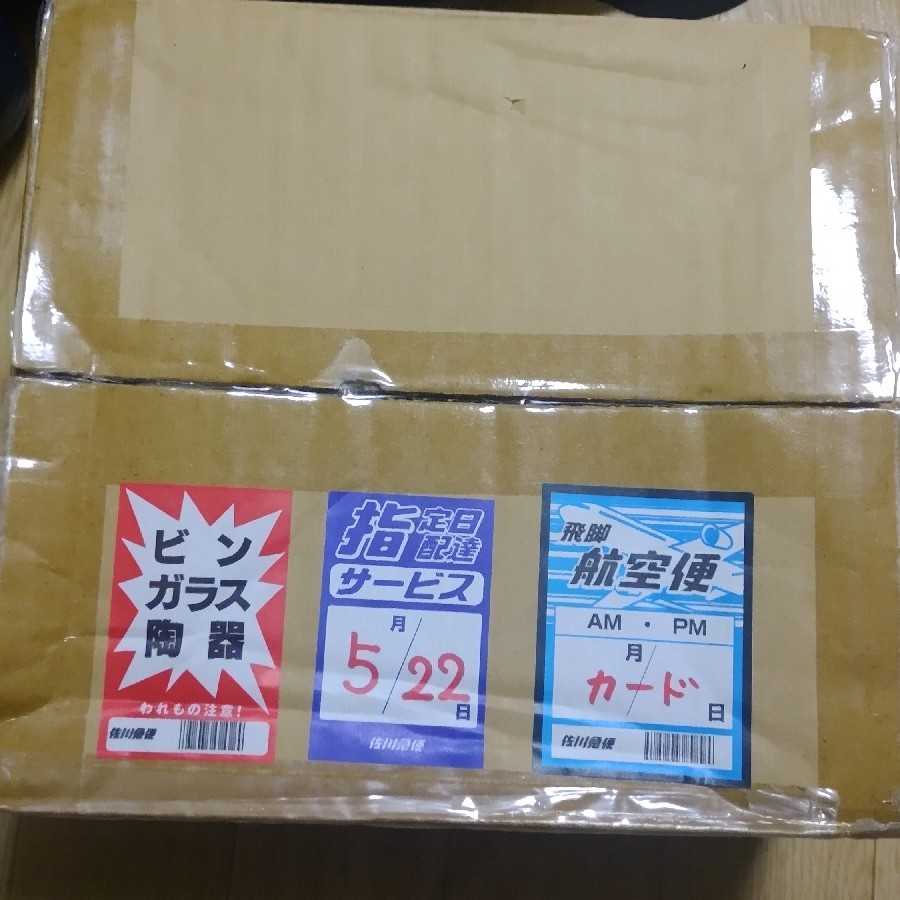 ビン
ガラス
陶器
われもの注意!
佐川急便
指定日
配達
サービス
月
5/22
日
佐川急便
飛脚
航空便
AM・PM
月
カード
日
佐川急便